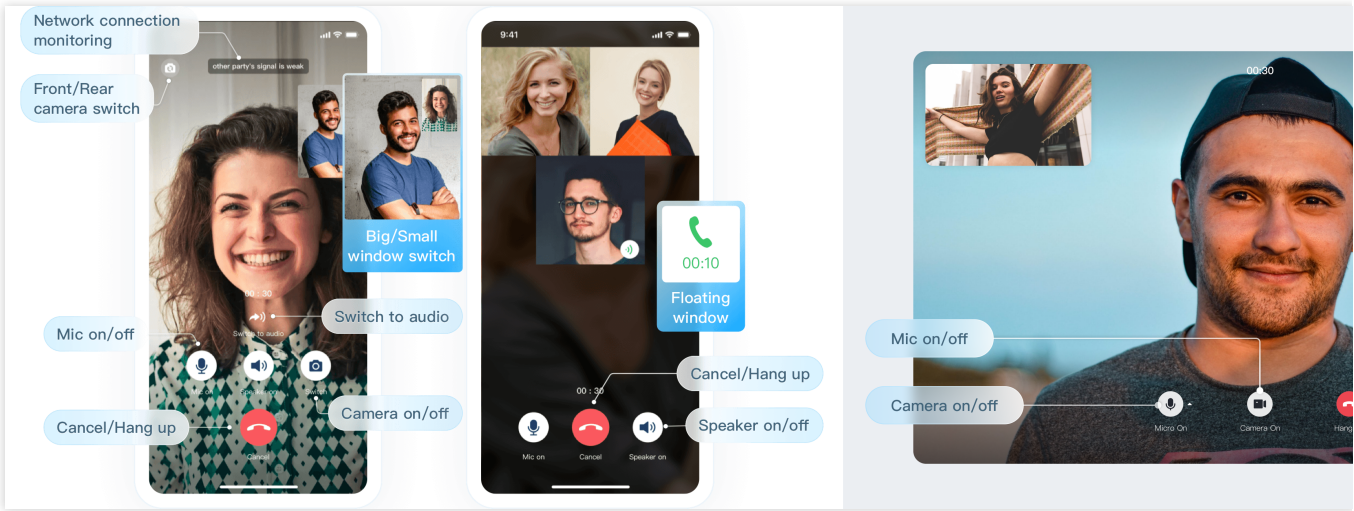 Network connection
monitoring
other party's signal is weak
Front/Rear
camera switch
Big/Small
window switch
00 : 30
Switch to audio
Switch to audio
Mic on/off
Mic on
Camera on/off
Cancel/Hang up
Cancel
9:41
00:10
Floating
window
Cancel/Hang up
00 : 30
Speaker on/off
Mic on
Cancel
Speaker on
00:30
Mic on/off
Camera on/off
Micro On
Camera On
Hang